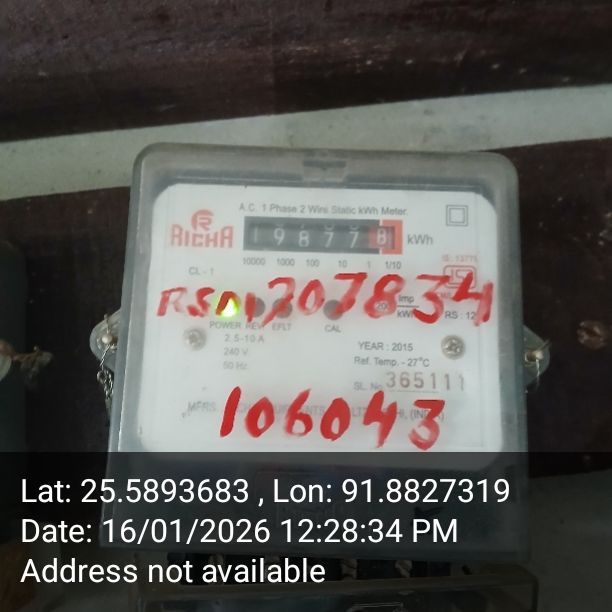 A.C. 1 Phase 2 Wire Static kWh Meter.
RICHA
198778 kWh
10000 1000 100 10 1 1/10
CL - 1
RSM707834
Imp
RS : 12
POWER REV EFLT CAL
2.5-10 A
240 V
50 Hz
YEAR : 2015
Ref. Temp. - 27°C
SL. No. 365111
106043
Lat: 25.5893683 , Lon: 91.8827319
Date: 16/01/2026 12:28:34 PM
Address not available